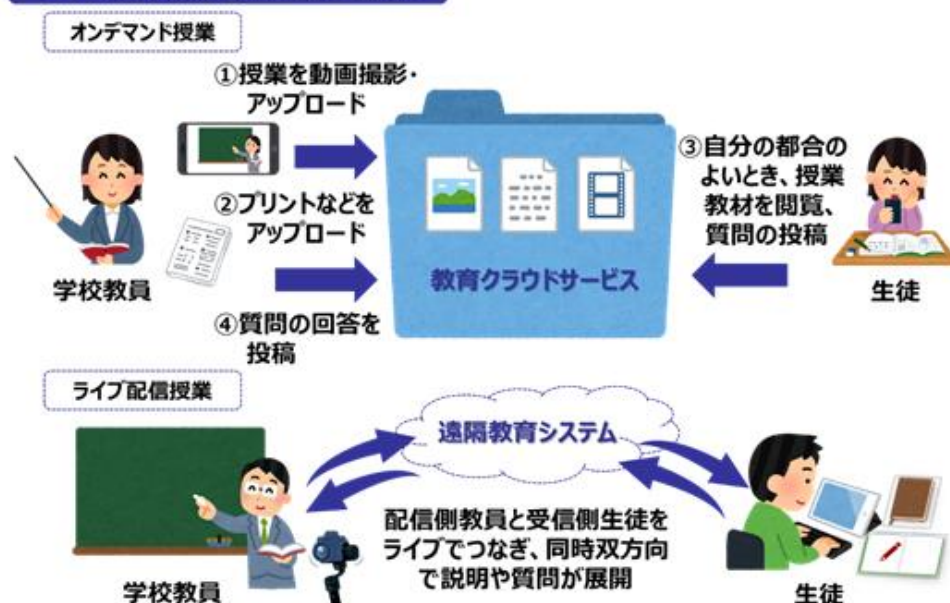 オンデマンド授業
①授業を動画撮影・
アップロード
②プリントなどを
アップロード
学校教員
④質問の回答を
投稿
教育クラウドサービス
③自分の都合の
よいとき、授業
教材を閲覧、
質問の投稿
生徒
ライブ配信授業
遠隔教育システム
配信側教員と受信側生徒を
ライブでつなぎ、同時双方向
で説明や質問が展開
学校教員
生徒